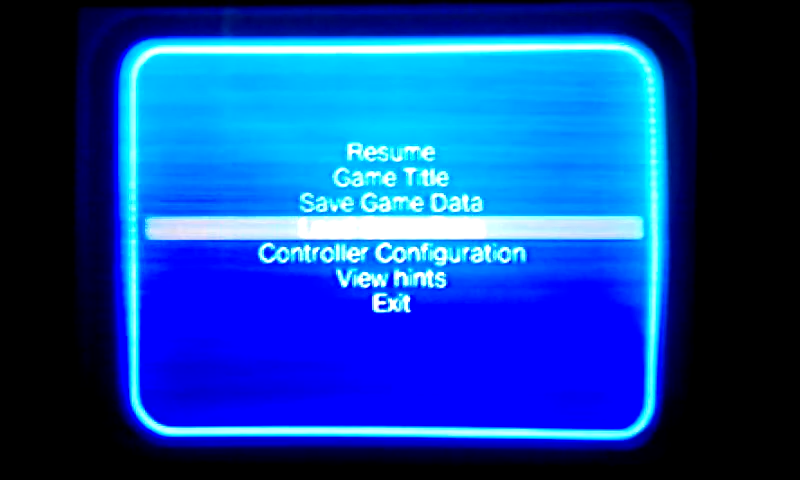 Resume
Game Title
Save Game Data
Controller Configuration
View hints
Exit